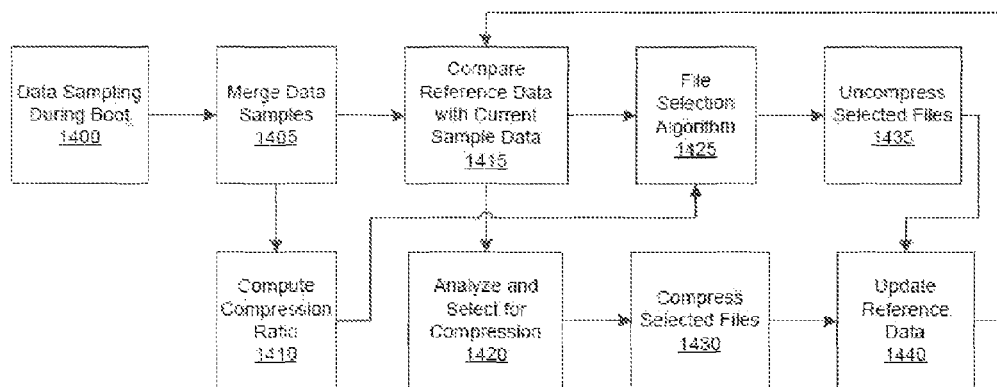 Data Sampling
During Boot
1400
Merge Data
Samples
1405
Compare
Reference Data
with Current
Sample Data
1415
File
Selection
Algorithm
1425
Uncompress
Selected Files
1435
Compute
Compression
Ratio
1410
Analyze and
Select for
Compression
1420
Compress
Selected Files
1430
Update
Reference
Data
1440